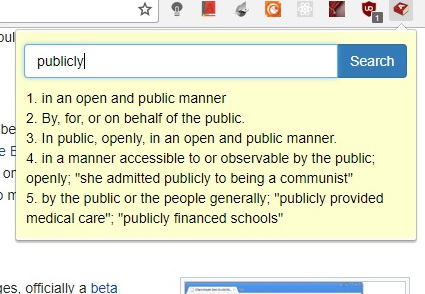 publicly Search
1. in an open and public manner
2. By, for, or on behalf of the public.
3. In public, openly, in an open and public manner.
4. in a manner accessible to or observable by the public;
openly; "she admitted publicly to being a communist"
5. by the public or the people generally; "publicly provided
medical care"; "publicly financed schools"
ges, officially a beta
1